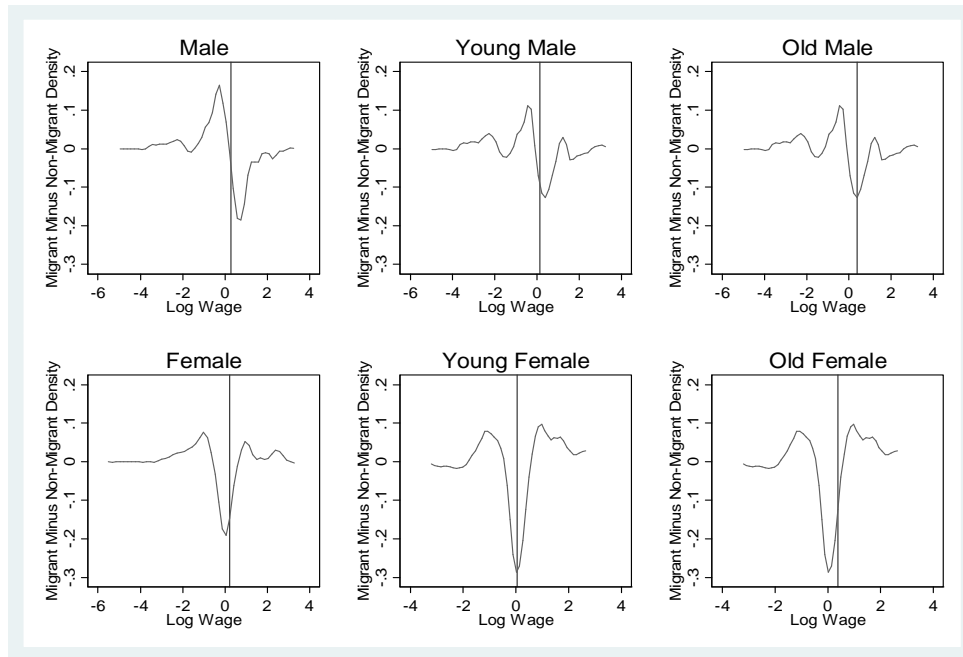 Male
Migrant Minus Non-Migrant Density
.2
.1
0
-.1
-.2
-.3
-6 -4 -2 0 2 4
Log Wage
Young Male
Migrant Minus Non-Migrant Density
.2
.1
0
-.1
-.2
-.3
-6 -4 -2 0 2 4
Log Wage
Old Male
Migrant Minus Non-Migrant Density
.2
.1
0
-.1
-.2
-.3
-6 -4 -2 0 2 4
Log Wage
Female
Migrant Minus Non-Migrant Density
.2
.1
0
-.1
-.2
-.3
-6 -4 -2 0 2 4
Log Wage
Young Female
Migrant Minus Non-Migrant Density
.2
.1
0
-.1
-.2
-.3
-4 -2 0 2 4
Log Wage
Old Female
Migrant Minus Non-Migrant Density
.2
.1
0
-.1
-.2
-.3
-4 -2 0 2 4
Log Wage